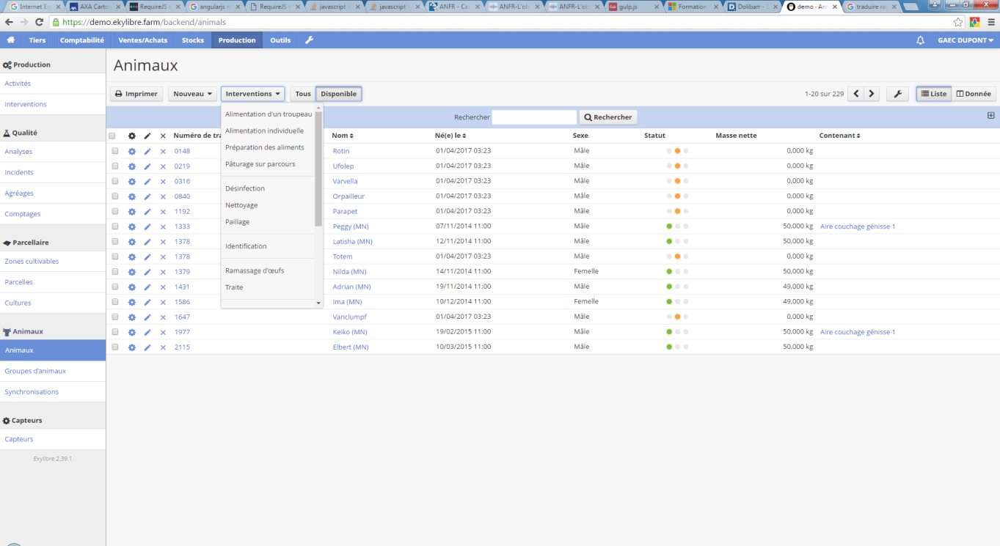 Internet Ex
AXA Carto
RequireJS
angularjs
RequireJS
javascript -
javascript -
ANFR - Ca
ANFR-L'ob
ANFR-L'ob
gulp.js
Formation
Dolibarr -
demo - An
traduire ra
https://demo.ekylibre.farm/backend/animals
Tiers Comptabilité Ventes/Achats Stocks Production Outils GAEC DUPONT
Production
Activités
Interventions
Qualité
Analyses
Incidents
Agréages
Comptages
Parcellaire
Zones cultivables
Parcelles
Cultures
Animaux
Animaux
Groupes d'animaux
Synchronisations
Capteurs
Capteurs
Ekylibre 2.39.1
Animaux
Imprimer Nouveau Interventions Tous Disponible 1-20 sur 229 Liste Donnée
Rechercher Rechercher
Alimentation d'un troupeau
Alimentation individuelle
Préparation des aliments
Pâturage sur parcours
Désinfection
Nettoyage
Paillage
Identification
Ramassage d'œufs
Traite
Numéro de tra Nom Né(e) le Sexe Statut Masse nette Contenant
0148 Rotin 01/04/2017 03:23 Mâle 0,000 kg
0219 Ufolep 01/04/2017 03:23 Mâle 0,000 kg
0316 Varvella 01/04/2017 03:23 Mâle 0,000 kg
0840 Orpailleur 01/04/2017 03:23 Mâle 0,000 kg
1192 Parapet 01/04/2017 03:23 Mâle 0,000 kg
1333 Peggy (MN) 07/11/2014 11:00 Mâle 50,000 kg Aire couchage génisse 1
1378 Latisha (MN) 12/11/2014 11:00 Mâle 50,000 kg
1378 Totem 01/04/2017 03:23 Mâle 0,000 kg
1379 Nilda (MN) 14/11/2014 11:00 Femelle 50,000 kg
1431 Adrian (MN) 19/11/2014 11:00 Mâle 49,000 kg
1586 Ima (MN) 10/12/2014 11:00 Femelle 49,000 kg
1647 Vanclumpf 01/04/2017 03:23 Mâle 0,000 kg
1977 Keiko (MN) 19/02/2015 11:00 Mâle 50,000 kg Aire couchage génisse 1
2115 Elbert (MN) 10/03/2015 11:00 Mâle 50,000 kg